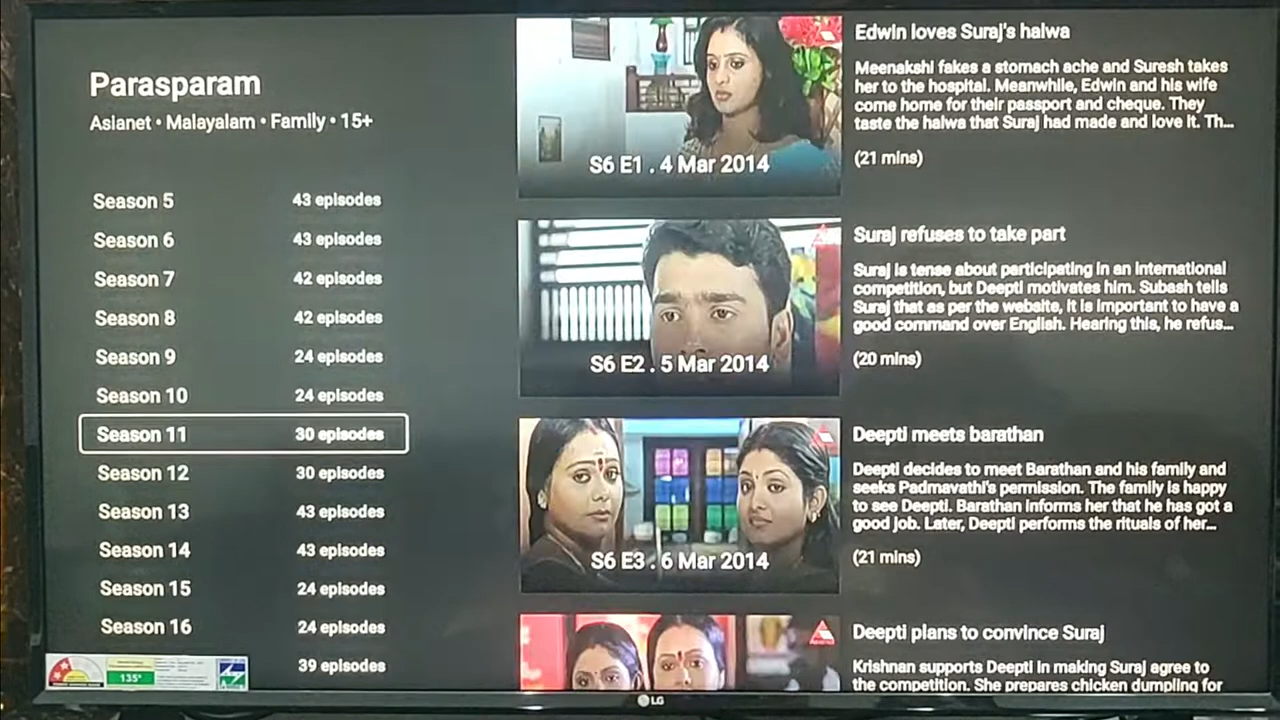 Parasparam
Asianet • Malayalam • Family • 15+
Season 5 43 episodes
Season 6 43 episodes
Season 7 42 episodes
Season 8 42 episodes
Season 9 24 episodes
Season 10 24 episodes
Season 11 30 episodes
Season 12 30 episodes
Season 13 43 episodes
Season 14 43 episodes
Season 15 24 episodes
Season 16 24 episodes
39 episodes
135°
S6 E1 . 4 Mar 2014
Edwin loves Suraj's halwa
Meenakshi fakes a stomach ache and Suresh takes
her to the hospital. Meanwhile, Edwin and his wife
come home for their passport and cheque. They
taste the halwa that Suraj had made and love it. Th...
(21 mins)
S6 E2 . 5 Mar 2014
Suraj refuses to take part
Suraj is tense about participating in an international
competition, but Deepti motivates him. Subash tells
Suraj that as per the website, it is important to have a
good command over English. Hearing this, he refus...
(20 mins)
S6 E3 . 6 Mar 2014
Deepti meets barathan
Deepti decides to meet Barathan and his family and
seeks Padmavathi's permission. The family is happy
to see Deepti. Barathan informs her that he has got a
good job. Later, Deepti performs the rituals of her...
(21 mins)
Deepti plans to convince Suraj
Krishnan supports Deepti in making Suraj agree to
the competition. She prepares chicken dumpling for
LG